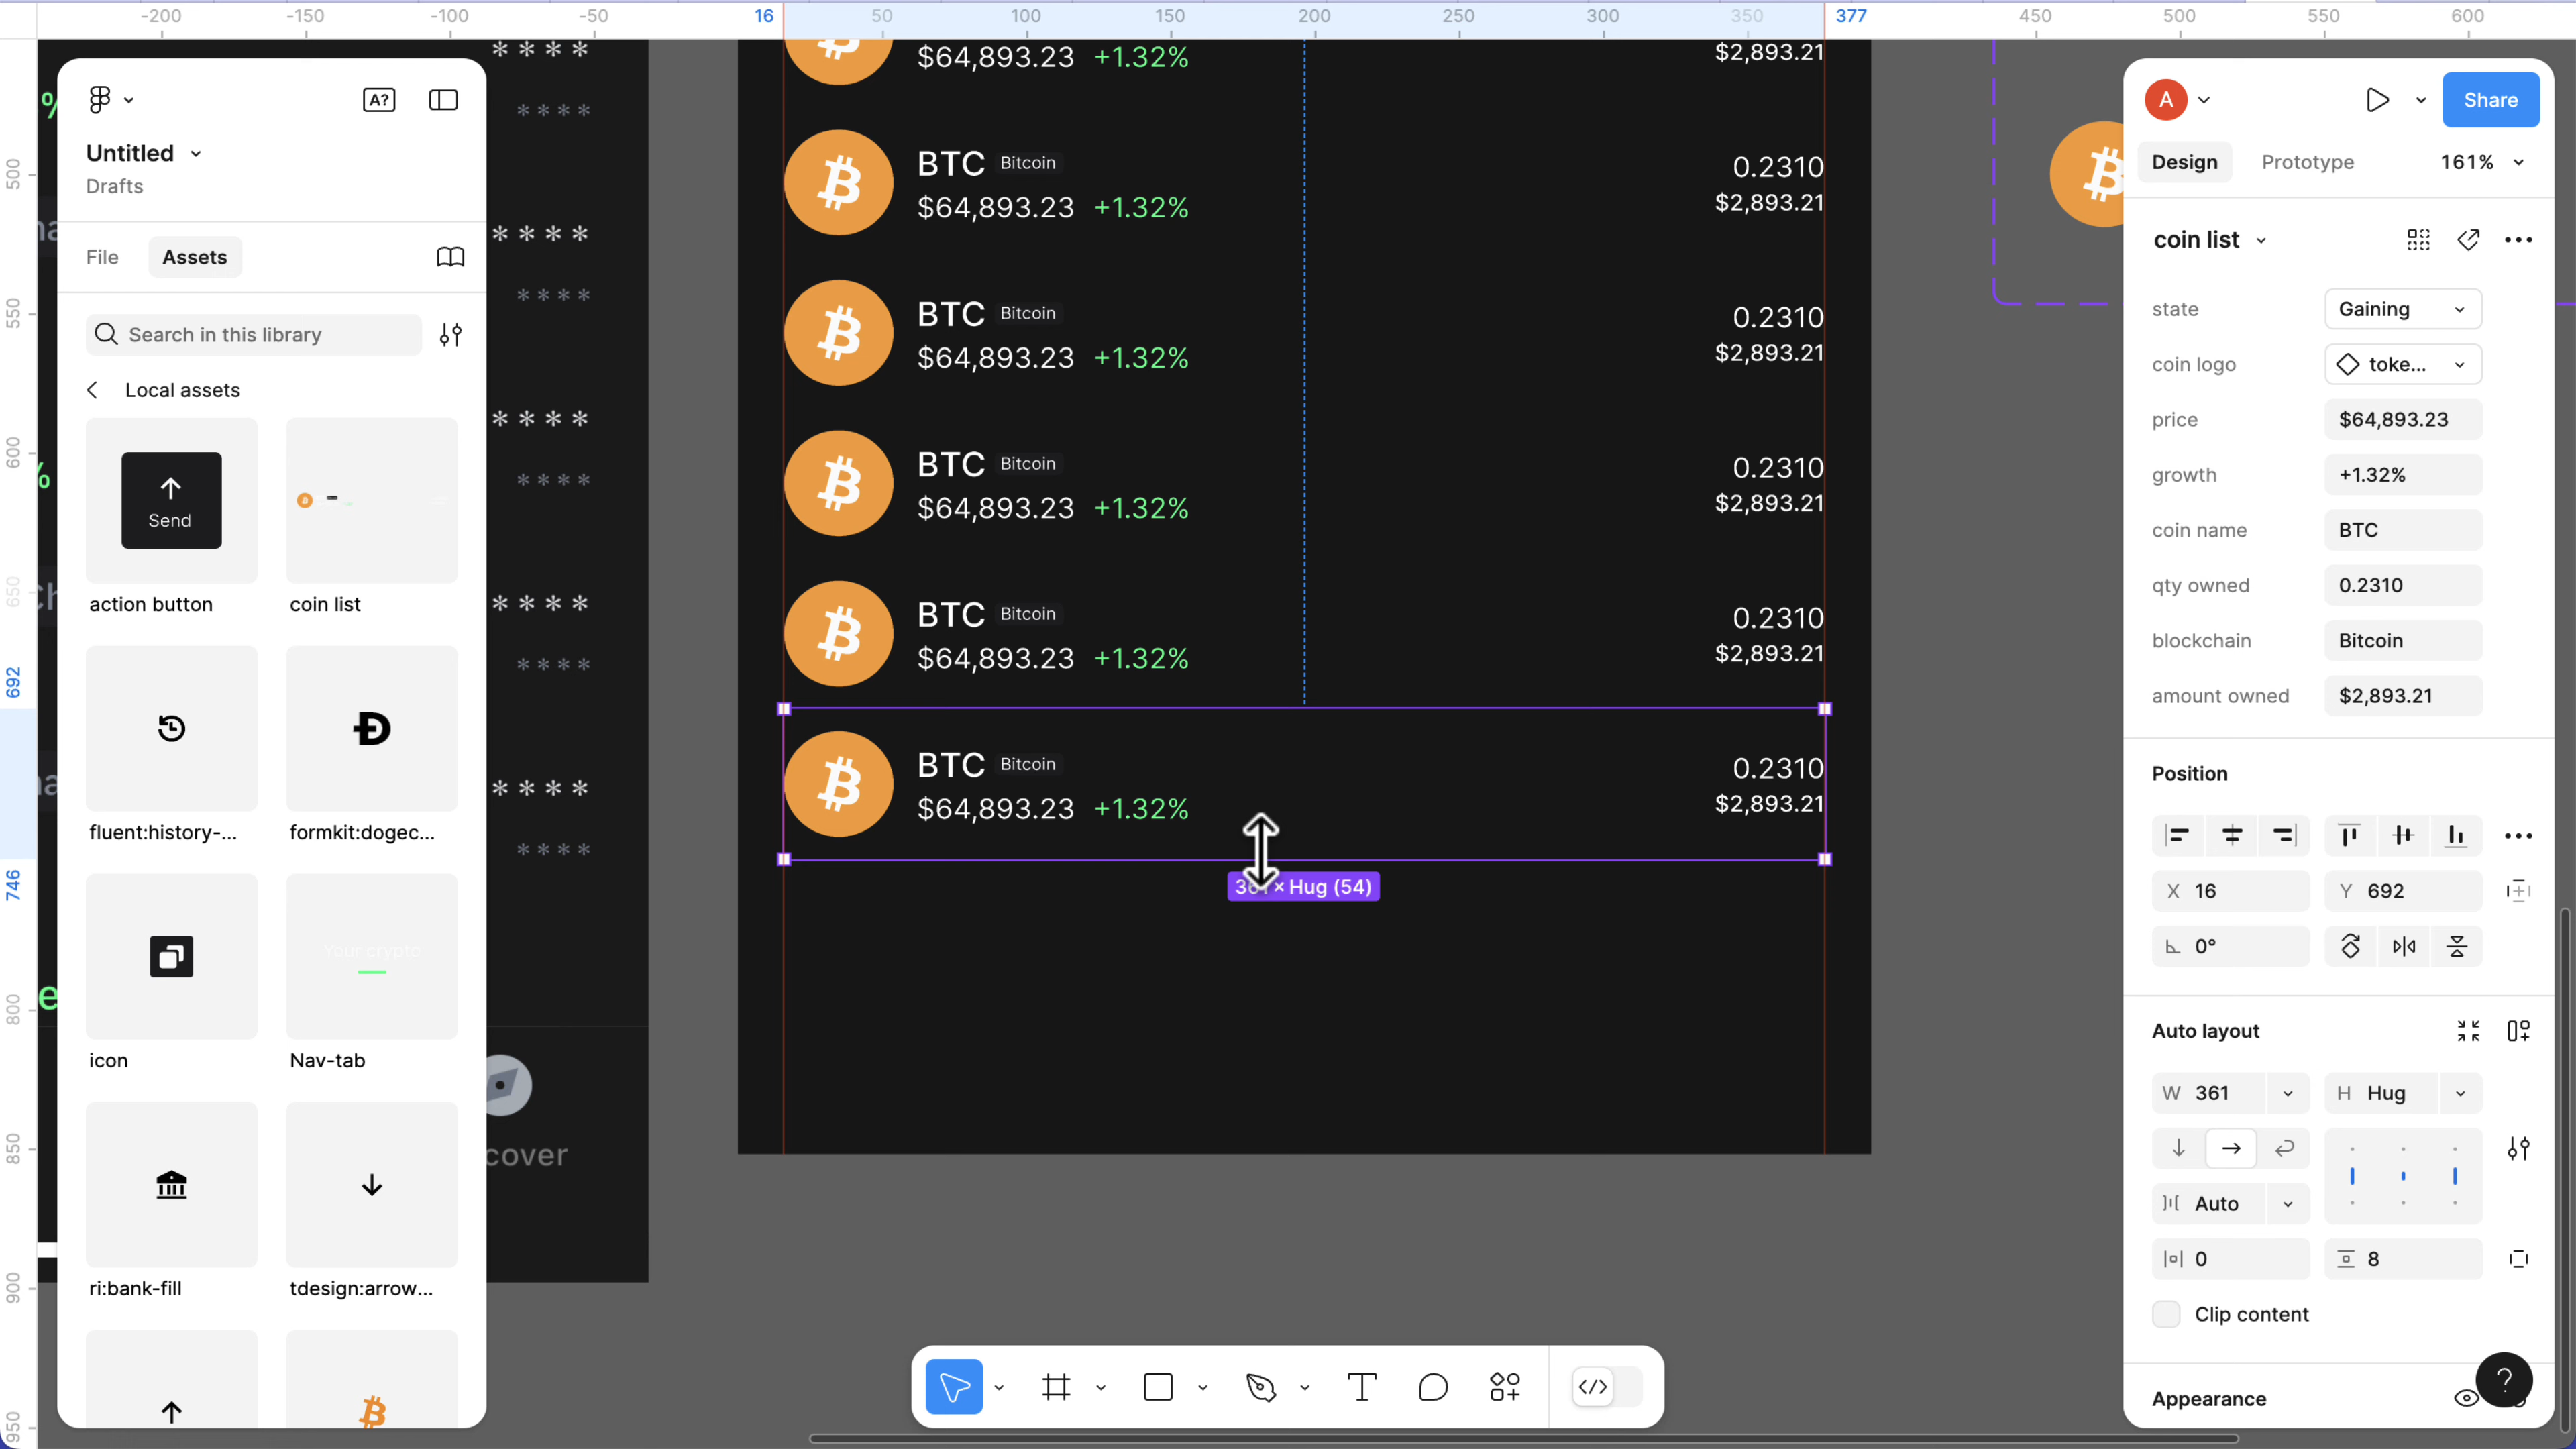 -200 -150 -100 -50 16 50 100 150 200 250 300 350 377 450 500 550 600
500
550
600
650
692
746
800
850
900
950
A?
Untitled
Drafts
File Assets
Search in this library
Local assets
Send
action button coin list
fluent:history-... formkit:dogec...
Your crypto
icon Nav-tab
ri:bank-fill tdesign:arrow...
%
****
****
****
****
%
****
****
****
****
****
****
e
cover
$64,893.23 +1.32% $2,893.21
BTC Bitcoin 0.2310
$64,893.23 +1.32% $2,893.21
BTC Bitcoin 0.2310
$64,893.23 +1.32% $2,893.21
BTC Bitcoin 0.2310
$64,893.23 +1.32% $2,893.21
BTC Bitcoin 0.2310
$64,893.23 +1.32% $2,893.21
BTC Bitcoin 0.2310
$64,893.23 +1.32% $2,893.21
× Hug (54)
A Share
Design Prototype 161%
coin list
state Gaining
coin logo toke...
price $64,893.23
growth +1.32%
coin name BTC
qty owned 0.2310
blockchain Bitcoin
amount owned $2,893.21
Position
X 16 Y 692
0°
Auto layout
W 361 H Hug
Auto
0 8
Clip content
Appearance
?